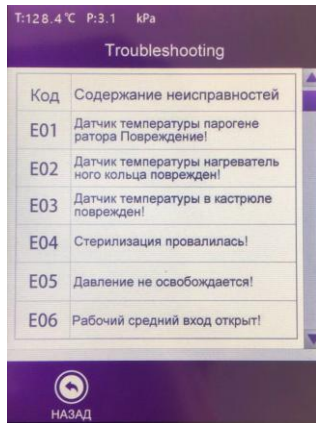 T:128.4℃ P:3.1 kPa
Troubleshooting
Код Содержание неисправностей
E01 Датчик температуры парогене
ратора Повреждение!
E02 Датчик температуры нагреватель
ного кольца поврежден!
E03 Датчик температуры в кастрюле
поврежден!
E04 Стерилизация провалилась!
E05 Давление не освобождается!
E06 Рабочий средний вход открыт!
НАЗАД